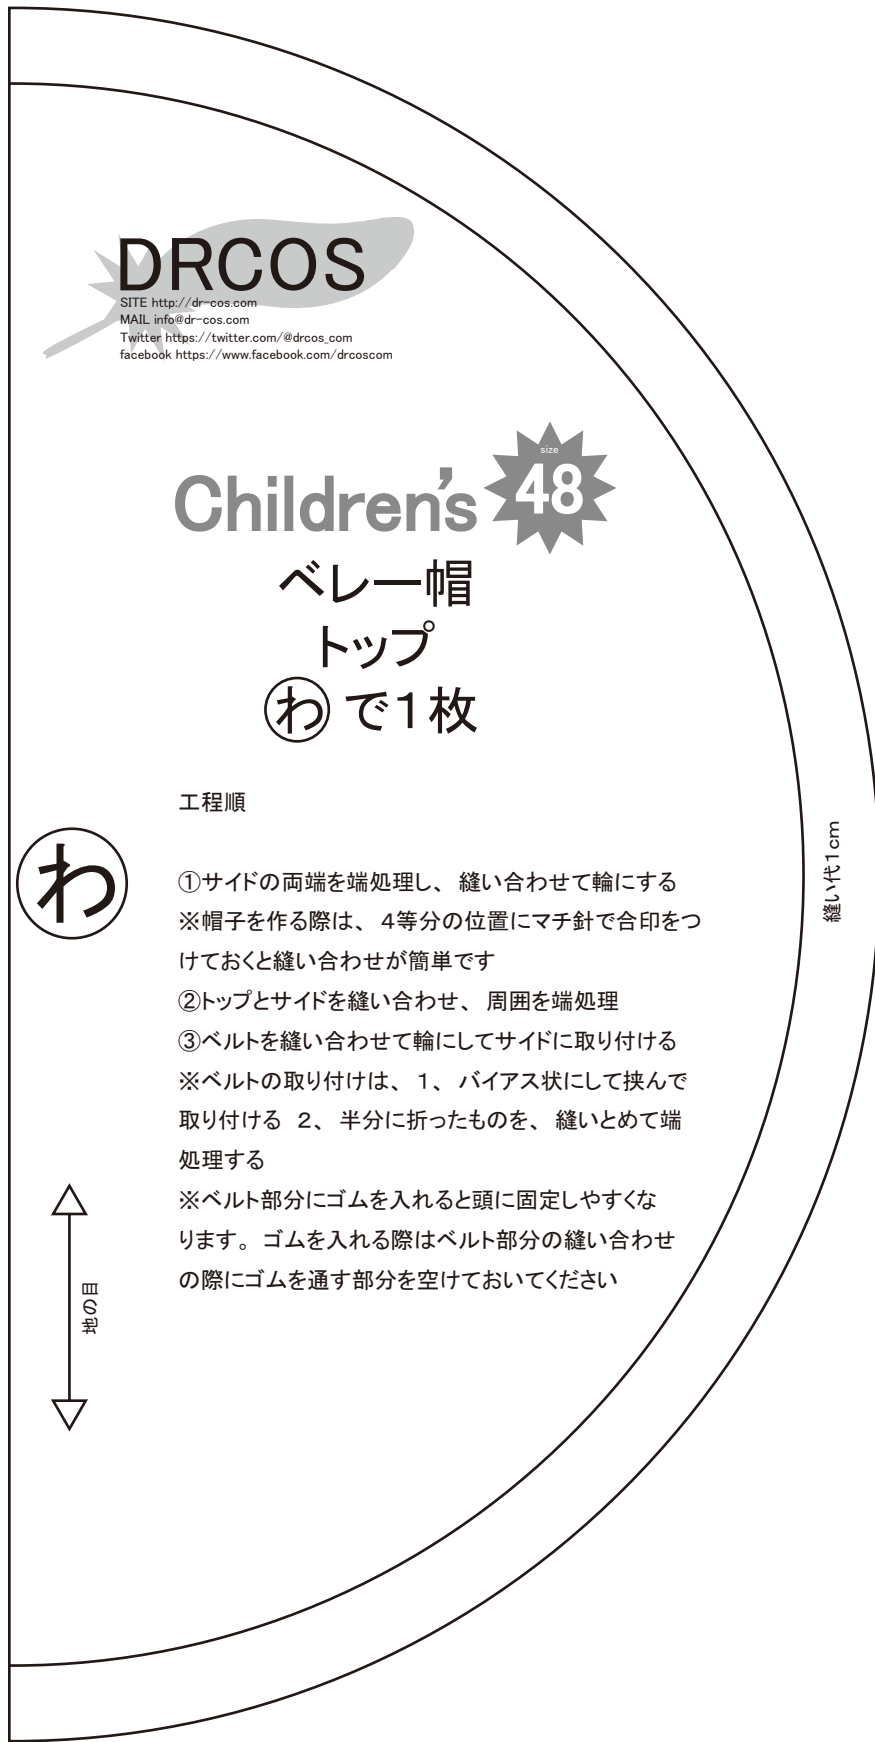 DRCOS
SITE http://dr-cos.com
MAIL info@dr-cos.com
Twitter https://twitter.com/@drcos_com
facebook https://www.facebook.com/drcoscom
Children's
size
48
ベレー帽
トップ
わ で1枚
工程順
わ
①サイドの両端を端処理し、縫い合わせて輪にする
※帽子を作る際は、4等分の位置にマチ針で合印をつ
けておくと縫い合わせが簡単です
②トップとサイドを縫い合わせ、周囲を端処理
③ベルトを縫い合わせて輪にしてサイドに取り付ける
※ベルトの取り付けは、1、バイアス状にして挟んで
取り付ける 2、半分に折ったものを、縫いとめて端
処理する
※ベルト部分にゴムを入れると頭に固定しやすくな
ります。ゴムを入れる際はベルト部分の縫い合わせ
の際にゴムを通す部分を空けておいてください
縫い代1cm
地の目